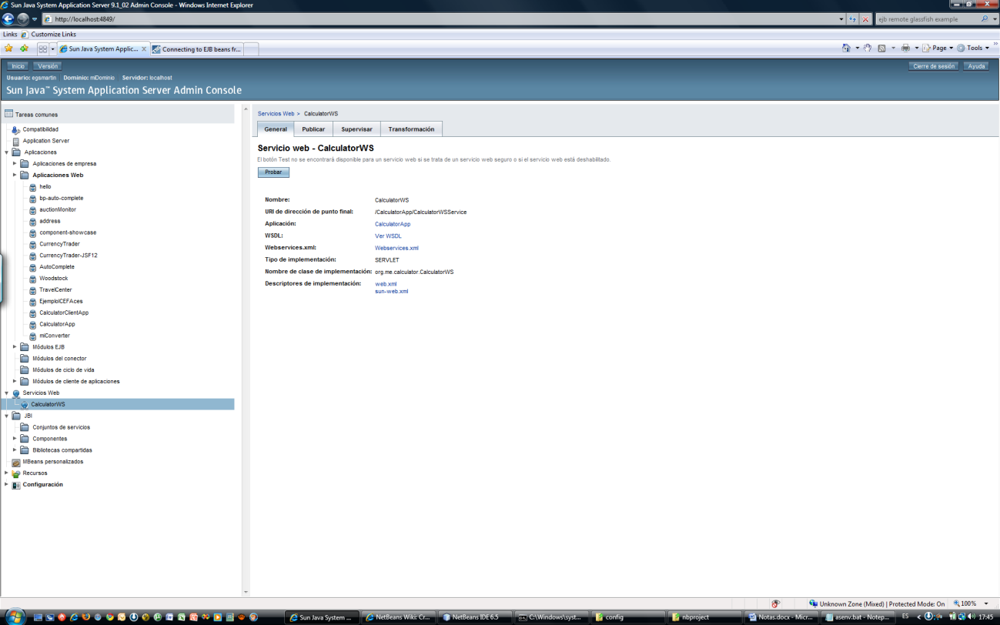 Sun Java System Application Server 9.1_02 Admin Console - Windows Internet Explorer
http://localhost:4849/
ejb remote glassfish example
Links Customize Links
Sun Java System Applic... X Connecting to EJB beans fr...
Page Tools »
Inicio Versión Cierre de sesión Ayuda
Usuario: egsmartin Dominio: miDominio Servidor: localhost
Sun Java™ System Application Server Admin Console
Tareas comunes
Compatibilidad
Application Server
Aplicaciones
Aplicaciones de empresa
Aplicaciones Web
hello
bp-auto-complete
auctionMonitor
address
component-showcase
CurrencyTrader
CurrencyTrader-JSF12
AutoComplete
Woodstock
TravelCenter
EjemploICEFAces
CalculatorClientApp
CalculatorApp
miConverter
Módulos EJB
Módulos del conector
Módulos de ciclo de vida
Módulos de cliente de aplicaciones
Servicios Web
CalculatorWS
JBI
Conjuntos de servicios
Componentes
Bibliotecas compartidas
MBeans personalizados
Recursos
Configuración
Servicios Web > CalculatorWS
General Publicar Supervisar Transformación
Servicio web - CalculatorWS
El botón Test no se encontrará disponible para un servicio web si se trata de un servicio web seguro o si el servicio web está deshabilitado.
Probar
Nombre: CalculatorWS
URI de dirección de punto final: /CalculatorApp/CalculatorWSService
Aplicación: CalculatorApp
WSDL: Ver WSDL
Webservices.xml: Webservices.xml
Tipo de implementación: SERVLET
Nombre de clase de implementación: org.me.calculator.CalculatorWS
Descriptores de implementación: web.xml
sun-web.xml
Unknown Zone (Mixed) | Protected Mode: On 100%
Sun Java System ... NetBeans Wiki: Cr... NetBeans IDE 6.5 C:\Windows\syst... config nbproject Notas.docx - Micr... asenv.bat - Notep... ES < 17:45